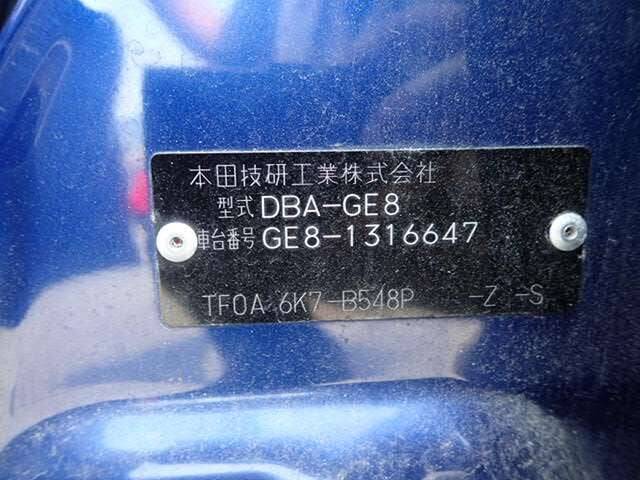 本田技研工業株式会社
型式 DBA-GE8
車台番号 GE8-1316647
TF0A 6K7-B548P -Z -S